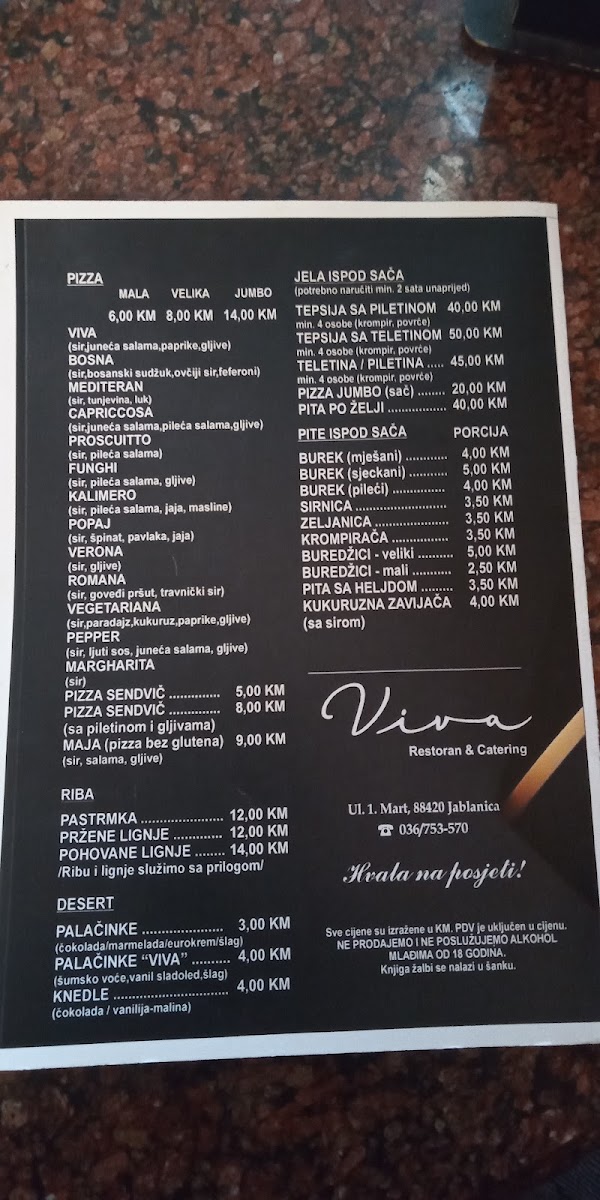 PIZZA
MALA VELIKA JUMBO
6,00 KM 8,00 KM 14,00 KM
VIVA
(sir,juneća salama,paprike,gljive)
BOSNA
(sir,bosanski sudžuk,ovčiji sir,feferoni)
MEDITERAN
(sir, tunjevina, luk)
CAPRICCOSA
(sir,juneća salama,pileća salama,gljive)
PROSCUITTO
(sir, pileća salama)
FUNGHI
(sir, pileća salama, gljive)
KALIMERO
(sir, pileća salama, jaja, masline)
POPAJ
(sir, špinat, pavlaka, jaja)
VERONA
(sir, gljive)
ROMANA
(sir, goveđi pršut, travnički sir)
VEGETARIANA
(sir,paradajz,kukuruz,paprike,gljive)
PEPPER
(sir, ljuti sos, juneća salama, gljive)
MARGHARITA
(sir)
PIZZA SENDVIČ .............. 5,00 KM
PIZZA SENDVIČ .............. 8,00 KM
(sa piletinom i gljivama)
MAJA (pizza bez glutena) 9,00 KM
(sir, salama, gljive)
RIBA
PASTRMKA ...................... 12,00 KM
PRŽENE LIGNJE ............. 12,00 KM
POHOVANE LIGNJE ........ 14,00 KM
/Ribu i lignje služimo sa prilogom/
DESERT
PALAČINKE ..................... 3,00 KM
(čokolada/marmelada/eurokrem/šlag)
PALAČINKE “VIVA” .......... 4,00 KM
(šumsko voće,vanil sladoled,šlag)
KNEDLE ............................. 4,00 KM
(čokolada / vanilija-malina)
JELA ISPOD SAČA
(potrebno naručiti min. 2 sata unaprijed)
TEPSIJA SA PILETINOM 40,00 KM
min. 4 osobe (krompir, povrće)
TEPSIJA SA TELETINOM 50,00 KM
min. 4 osobe (krompir, povrće)
TELETINA / PILETINA ..... 45,00 KM
min. 4 osobe (krompir, povrće)
PIZZA JUMBO (sač) ........ 20,00 KM
PITA PO ŽELJI ................. 40,00 KM
PITE ISPOD SAČA PORCIJA
BUREK (mješani) ............ 4,00 KM
BUREK (sjeckani) ............ 5,00 KM
BUREK (pileći) ............... 4,00 KM
SIRNICA .......................... 3,50 KM
ZELJANICA ..................... 3,50 KM
KROMPIRAČA ................ 3,50 KM
BUREDŽICI - veliki .......... 5,00 KM
BUREDŽICI - mali ........... 2,50 KM
PITA SA HELJDOM ......... 3,50 KM
KUKURUZNA ZAVIJAČA 4,00 KM
(sa sirom)
Viva
Restoran & Catering
Ul. 1. Mart, 88420 Jablanica
☎ 036/753-570
Hvala na posjeti!
Sve cijene su izražene u KM. PDV je uključen u cijenu.
NE PRODAJEMO I NE POSLUŽUJEMO ALKOHOL
MLAĐIMA OD 18 GODINA.
Knjiga žalbi se nalazi u šanku.